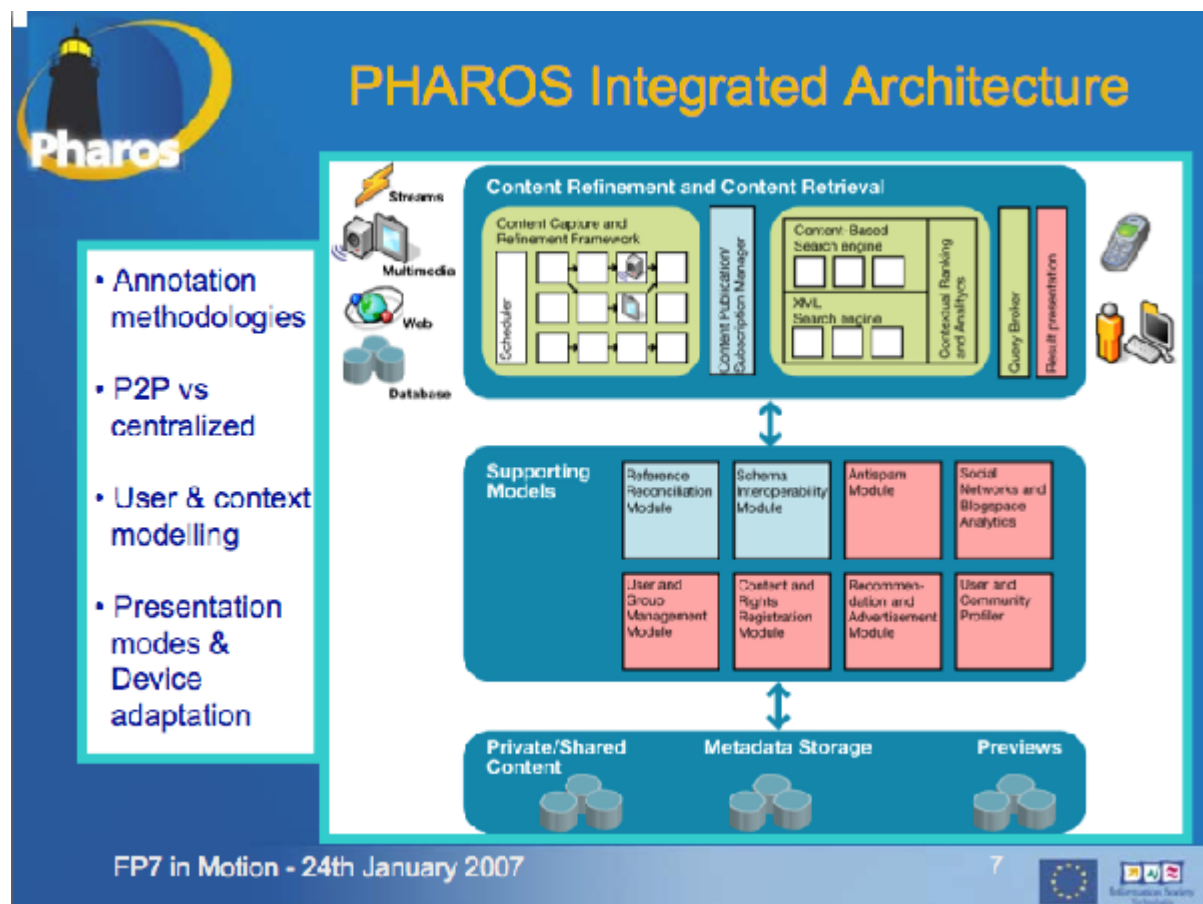 PHAROS Integrated Architecture
Pharos
• Annotation
methodologies
• P2P vs
centralized
• User & context
modelling
• Presentation
modes &
Device
adaptation
Streams
Multimedia
Web
Database
Content Refinement and Content Retrieval
Content Capture and
Refinement Framework
Scheduler
Content Publication/
Subscription Manager
Content-Based
Search engine
XML
Search engine
Contextual Ranking
and Analitycs
Query Broker
Result presentation
Supporting
Models
Reference
Reconciliation
Module
Schema
Interoperability
Module
Antispam
Module
Social
Networks and
Blogspace
Analytics
User and
Group
Management
Module
Content and
Rights
Registration
Module
Recommen-
dation and
Advertisement
Module
User and
Community
Profiler
Private/Shared
Content
Metadata Storage
Previews
FP7 in Motion - 24th January 2007
7
Information Society